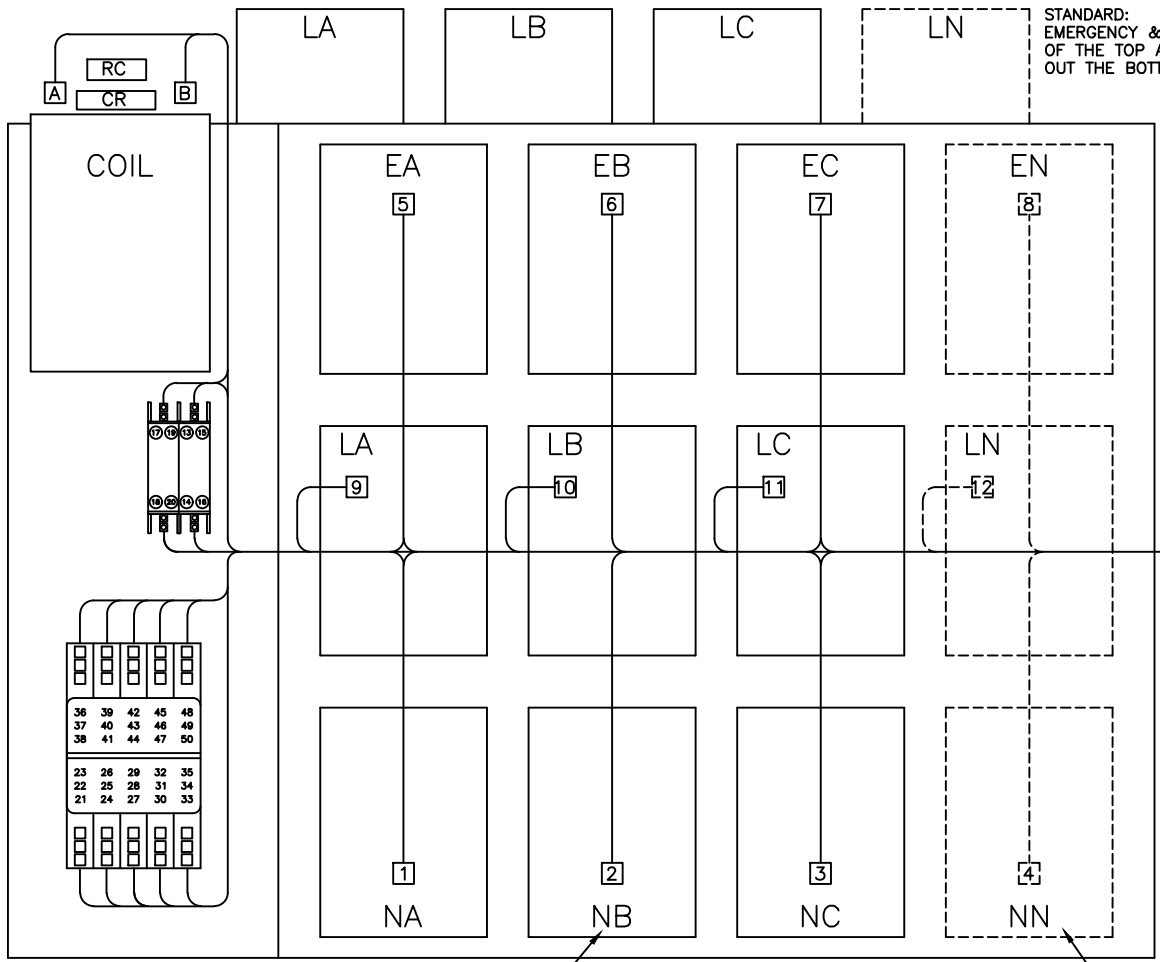 LA LB LC LN
STANDARD:
EMERGENCY &
OF THE TOP
OUT THE
RC
A CR B
COIL
EA EB EC EN
5 6 7 8
17 19 13 15
LA LB LC LN
9 10 11 12
18 20 14 16
36 39 42 45 48
37 40 43 46 49
38 41 44 47 50
23 26 29 32 35
22 25 28 31 34
21 24 27 30 33
1 2 3 4
NA NB NC NN